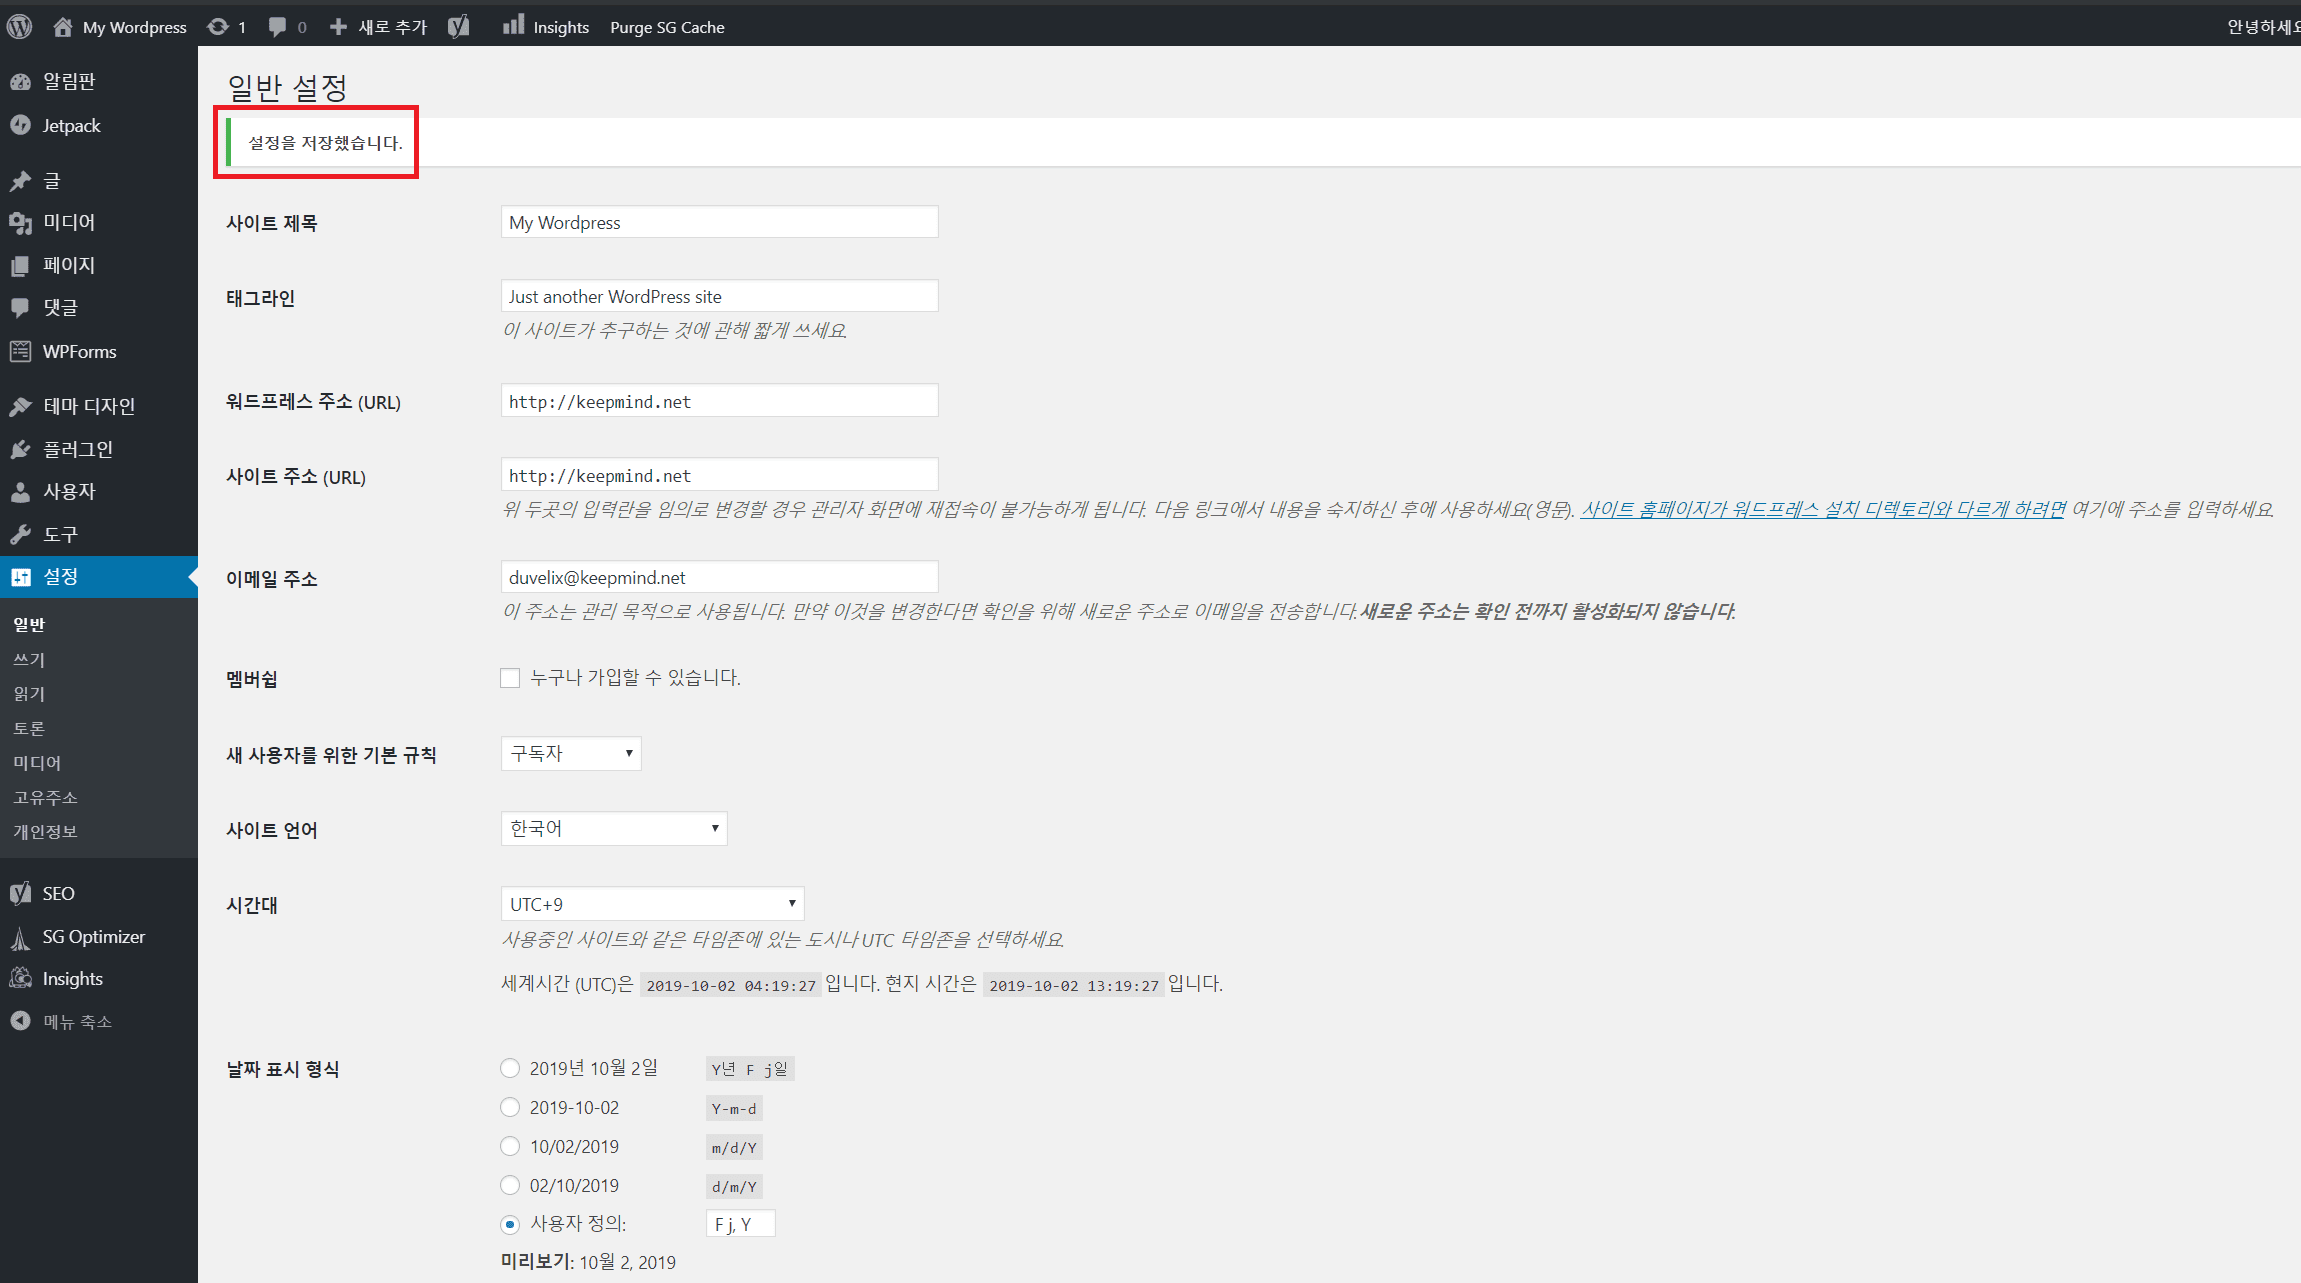 My Wordpress 1 0 새로 추가 Insights Purge SG Cache 안녕하세요
알림판
Jetpack
글
미디어
페이지
댓글
WPForms
테마 디자인
플러그인
사용자
도구
설정
일반
쓰기
읽기
토론
미디어
고유주소
개인정보
SEO
SG Optimizer
Insights
메뉴 축소
일반 설정
설정을 저장했습니다.
사이트 제목 My Wordpress
태그라인 Just another WordPress site
이 사이트가 추구하는 것에 관해 짧게 쓰세요.
워드프레스 주소 (URL) http://keepmind.net
사이트 주소 (URL) http://keepmind.net
위 두곳의 입력란을 임의로 변경할 경우 관리자 화면에 재접속이 불가능하게 됩니다. 다음 링크에서 내용을 숙지하신 후에 사용하세요(영문). 사이트 홈페이지가 워드프레스 설치 디렉토리와 다르게 하려면 여기에 주소를 입력하세요.
이메일 주소 duvelix@keepmind.net
이 주소는 관리 목적으로 사용됩니다. 만약 이것을 변경한다면 확인을 위해 새로운 주소로 이메일을 전송합니다.새로운 주소는 확인 전까지 활성화되지 않습니다.
멤버쉽 누구나 가입할 수 있습니다.
새 사용자를 위한 기본 규칙 구독자
사이트 언어 한국어
시간대 UTC+9
사용중인 사이트와 같은 타임존에 있는 도시나 UTC 타임존을 선택하세요.
세계시간 (UTC)은 2019-10-02 04:19:27 입니다. 현지 시간은 2019-10-02 13:19:27 입니다.
날짜 표시 형식 2019년 10월 2일 Y년 F j일
2019-10-02 Y-m-d
10/02/2019 m/d/Y
02/10/2019 d/m/Y
사용자 정의: F j, Y
미리보기: 10월 2, 2019